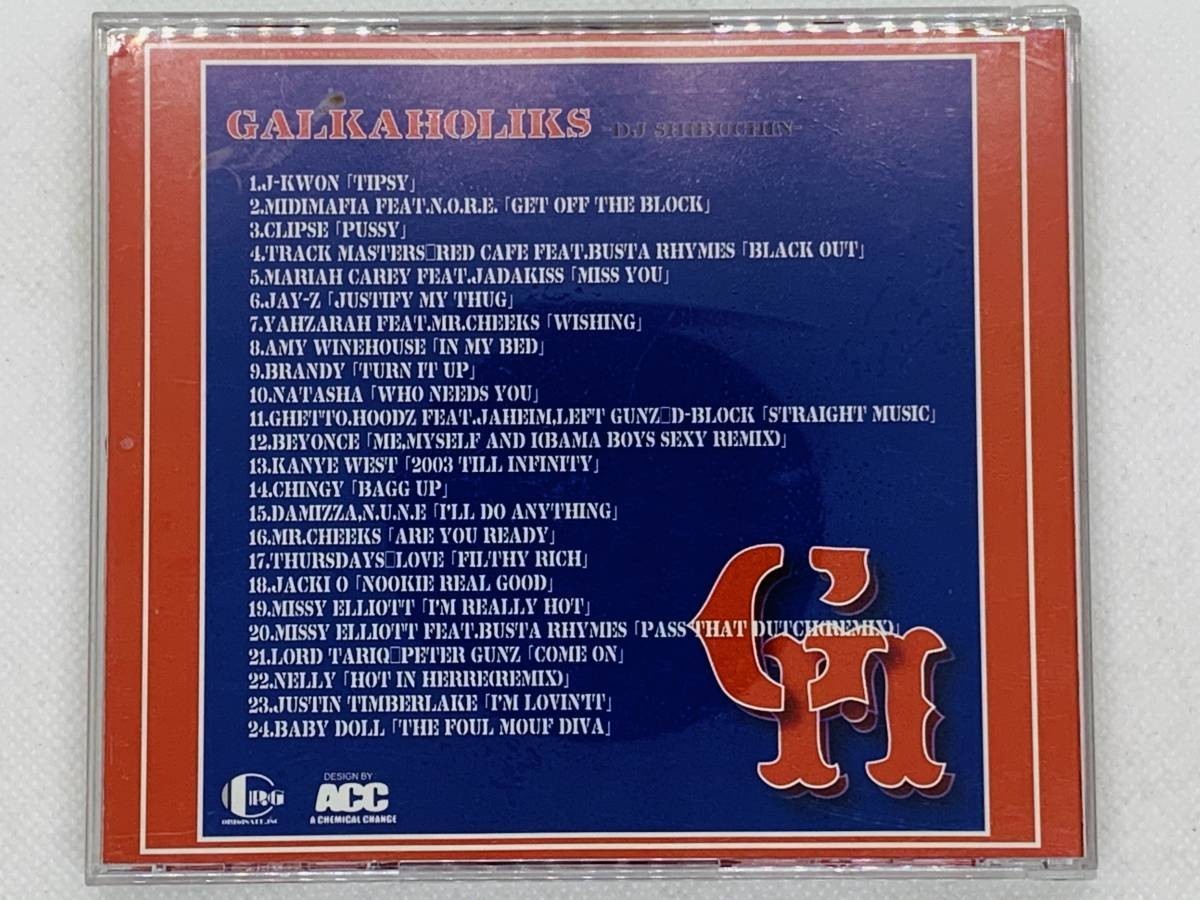 GALKAHOLIKS -DJ SHIBUCHIN-
1.J-KWON「TIPSY」
2.MIDIMAFIA FEAT.N.O.R.E.「GET OFF THE BLOCK」
3.CLIPSE「PUSSY」
4.TRACK MASTERS□RED CAFE FEAT.BUSTA RHYMES「BLACK OUT」
5.MARIAH CAREY FEAT.JADAKISS「MISS YOU」
6.JAY-Z「JUSTIFY MY THUG」
7.YAHZARAH FEAT.MR.CHEEKS「WISHING」
8.AMY WINEHOUSE「IN MY BED」
9.BRANDY「TURN IT UP」
10.NATASHA「WHO NEEDS YOU」
11.GHETTO.HOODZ FEAT.JAHEIM,LEFT GUNZ□D-BLOCK「STRAIGHT MUSIC」
12.BEYONCE「ME,MYSELF AND I(BAMA BOYS SEXY REMIX)」
13.KANYE WEST「2003 TILL INFINITY」
14.CHINGY「BAGG UP」
15.DAMIZZA,N.U.N.E「I'LL DO ANYTHING」
16.MR.CHEEKS「ARE YOU READY」
17.THURSDAYS□LOVE「FILTHY RICH」
18.JACKI O「NOOKIE REAL GOOD」
19.MISSY ELLIOTT「I'M REALLY HOT」
20.MISSY ELLIOTT FEAT.BUSTA RHYMES「PASS THAT DUTCH(REMIX)」
21.LORD TARIQ□PETER GUNZ「COME ON」
22.NELLY「HOT IN HERRE(REMIX)」
23.JUSTIN TIMBERLAKE「I'M LOVIN'IT」
24.BABY DOLL「THE FOUL MOUF DIVA」
DESIGN BY
ACC
A CHEMICAL CHANGE